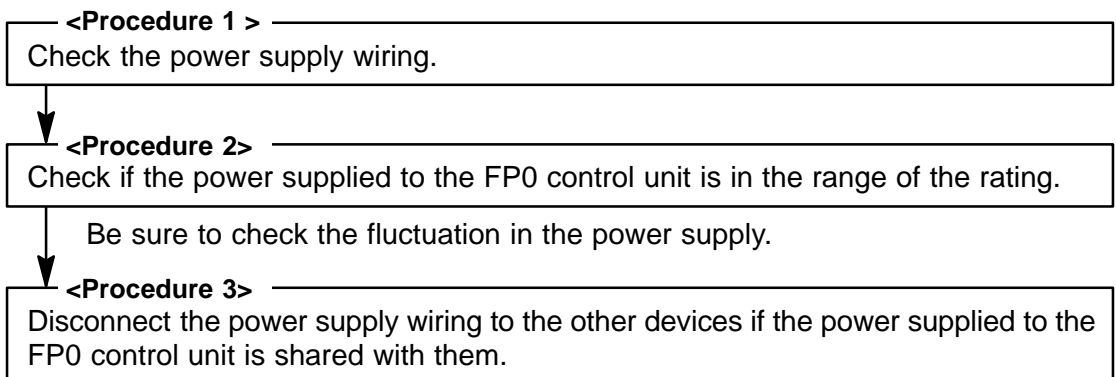 <Procedure 1 >
Check the power supply wiring.
<Procedure 2>
Check if the power supplied to the FP0 control unit is in the range of the rating.
Be sure to check the fluctuation in the power supply.
<Procedure 3>
Disconnect the power supply wiring to the other devices if the power supplied to the
FP0 control unit is shared with them.